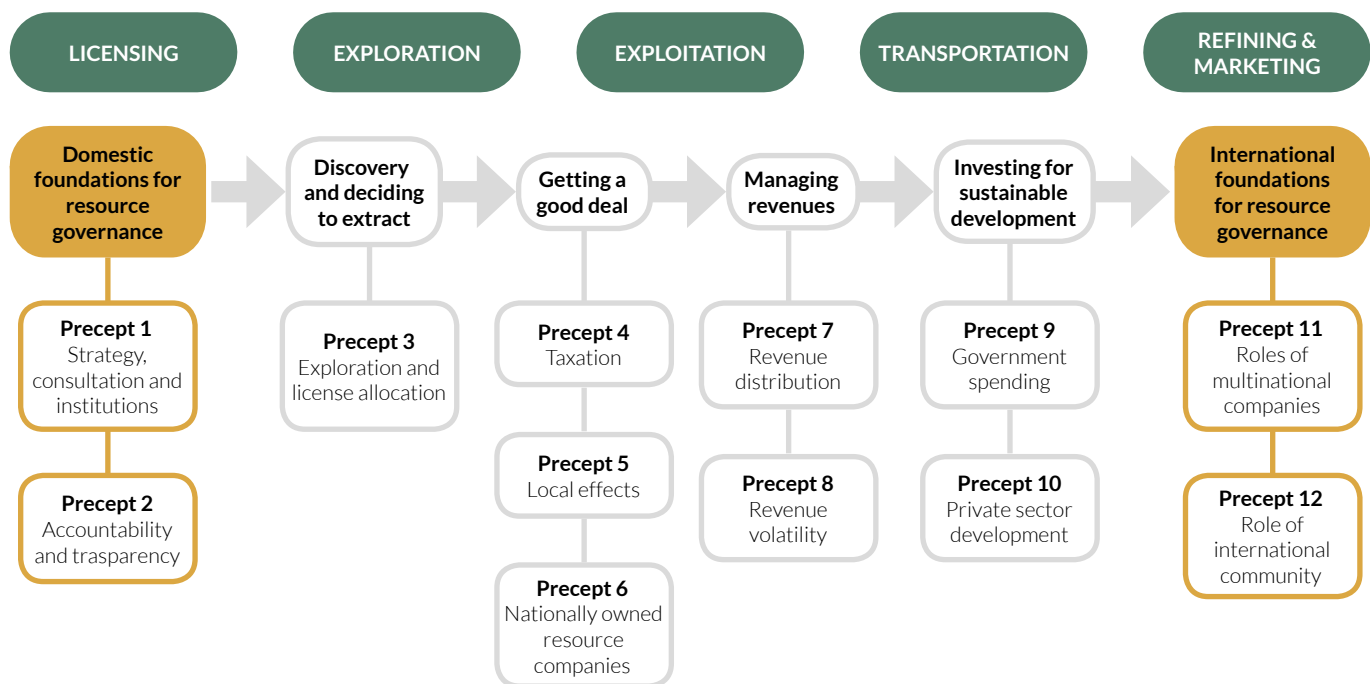 LICENSING
EXPLORATION
EXPLOITATION
TRANSPORTATION
REFINING &
MARKETING
Domestic
foundations for
resource
governance
Discovery
and deciding
to extract
Getting a
good deal
Managing
revenues
Investing for
sustainable
development
International
foundations
for resource
governance
Precept 1
Strategy,
consultation and
institutions
Precept 2
Accountability
and trasparency
Precept 3
Exploration and
license allocation
Precept 4
Taxation
Precept 5
Local effects
Precept 6
Nationally owned
resource
companies
Precept 7
Revenue
distribution
Precept 8
Revenue
volatility
Precept 9
Government
spending
Precept 10
Private sector
development
Precept 11
Roles of
multinational
companies
Precept 12
Role of
international
community